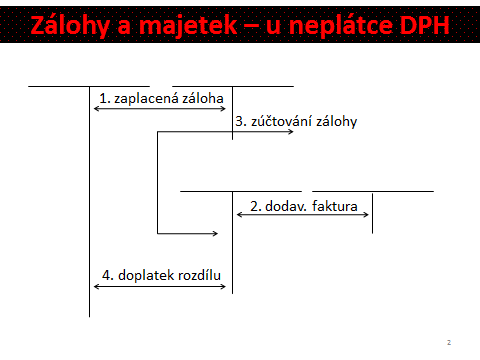 Zálohy a majetek – u neplátce DPH
1. zaplacená záloha
3. zúčtování zálohy
2. dodav. faktura
4. doplatek rozdílu
2